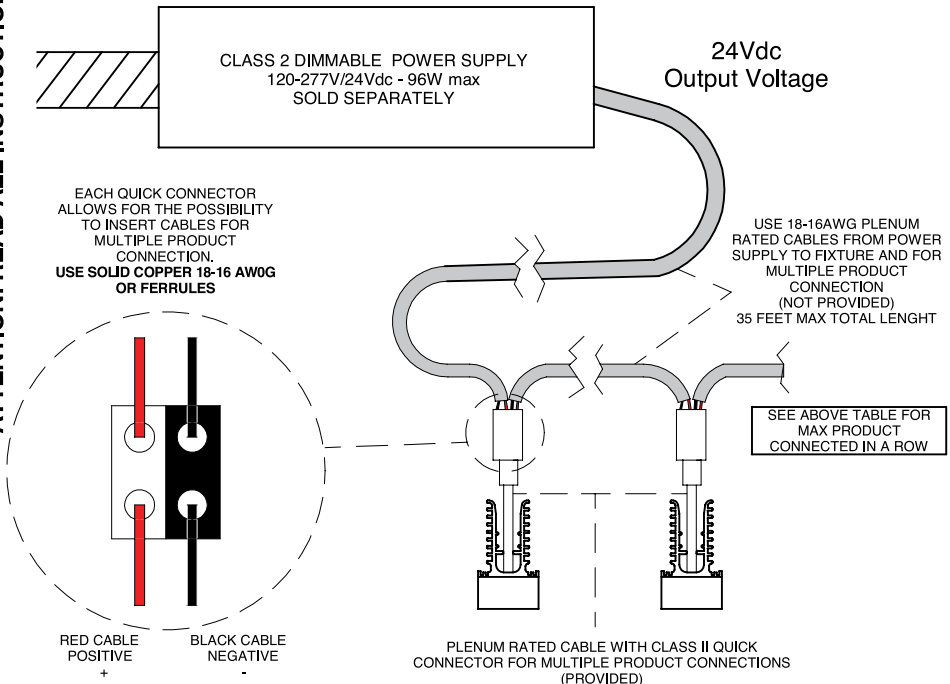 CLASS 2 DIMMABLE POWER SUPPLY
120-277V/24Vdc - 96W max
SOLD SEPARATELY
24Vdc
Output Voltage
EACH QUICK CONNECTOR
ALLOWS FOR THE POSSIBILITY
TO INSERT CABLES FOR
MULTIPLE PRODUCT
CONNECTION.
USE SOLID COPPER 18-16 AW0G
OR FERRULES
USE 18-16AWG PLENUM
RATED CABLES FROM POWER
SUPPLY TO FIXTURE AND FOR
MULTIPLE PRODUCT
CONNECTION
(NOT PROVIDED)
35 FEET MAX TOTAL LENGHT
SEE ABOVE TABLE FOR
MAX PRODUCT
CONNECTED IN A ROW
RED CABLE
POSITIVE
+
BLACK CABLE
NEGATIVE
-
PLENUM RATED CABLE WITH CLASS II QUICK
CONNECTOR FOR MULTIPLE PRODUCT CONNECTIONS
(PROVIDED)